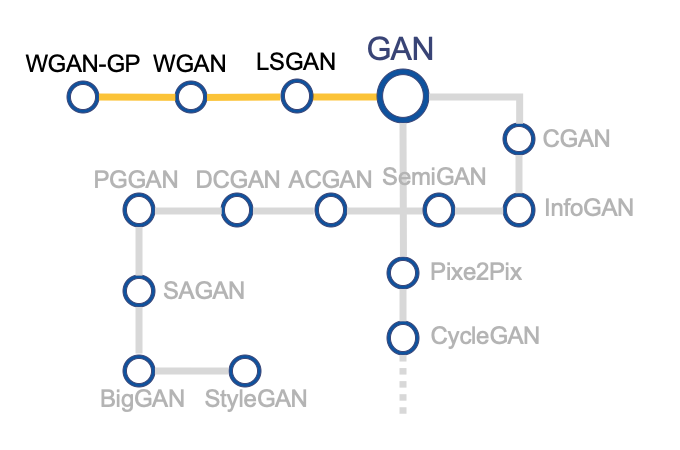 GAN
WGAN-GP WGAN LSGAN
CGAN
PGGAN DCGAN ACGAN SemiGAN
InfoGAN
Pixe2Pix
SAGAN
CycleGAN
BigGAN StyleGAN